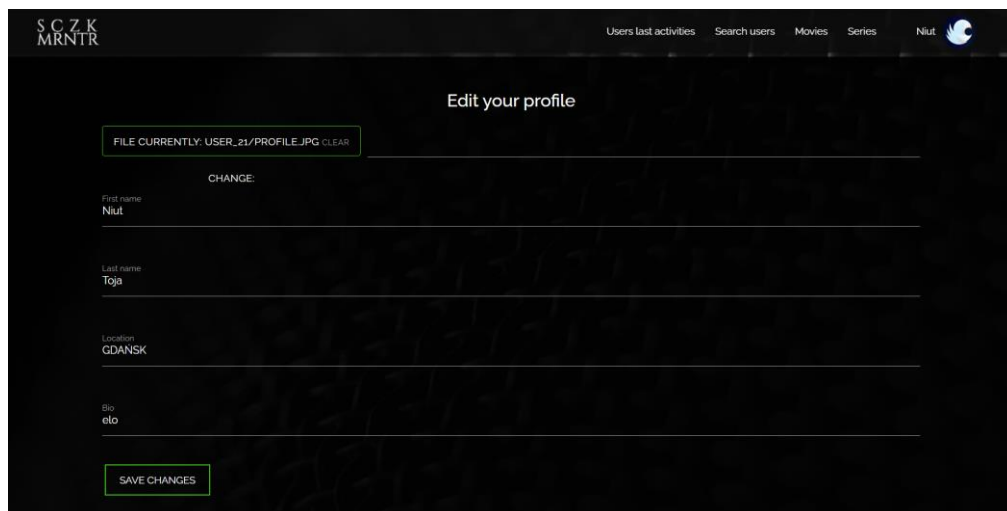 S C Z K
MRNTR
Users last activities Search users Movies Series Niut
Edit your profile
FILE CURRENTLY: USER_21/PROFILE.JPG CLEAR
CHANGE:
First name
Niut
Last name
Toja
Location
GDAŃSK
Bio
elo
SAVE CHANGES